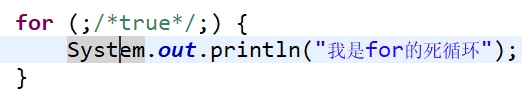 for (;/*true*/;) {
System.out.println("我是for的死循环");
}